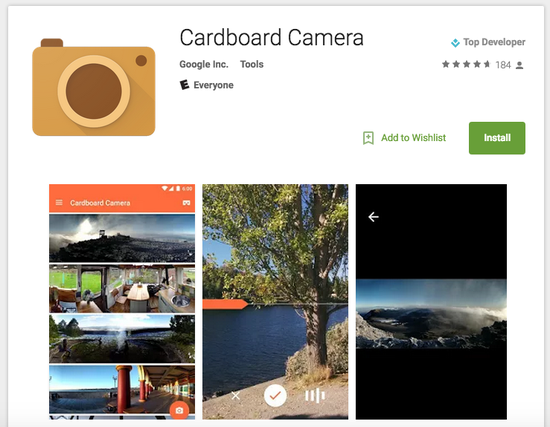 Cardboard Camera
Top Developer
Google Inc. Tools
184
E Everyone
Add to Wishlist
Install
6:00
Cardboard Camera